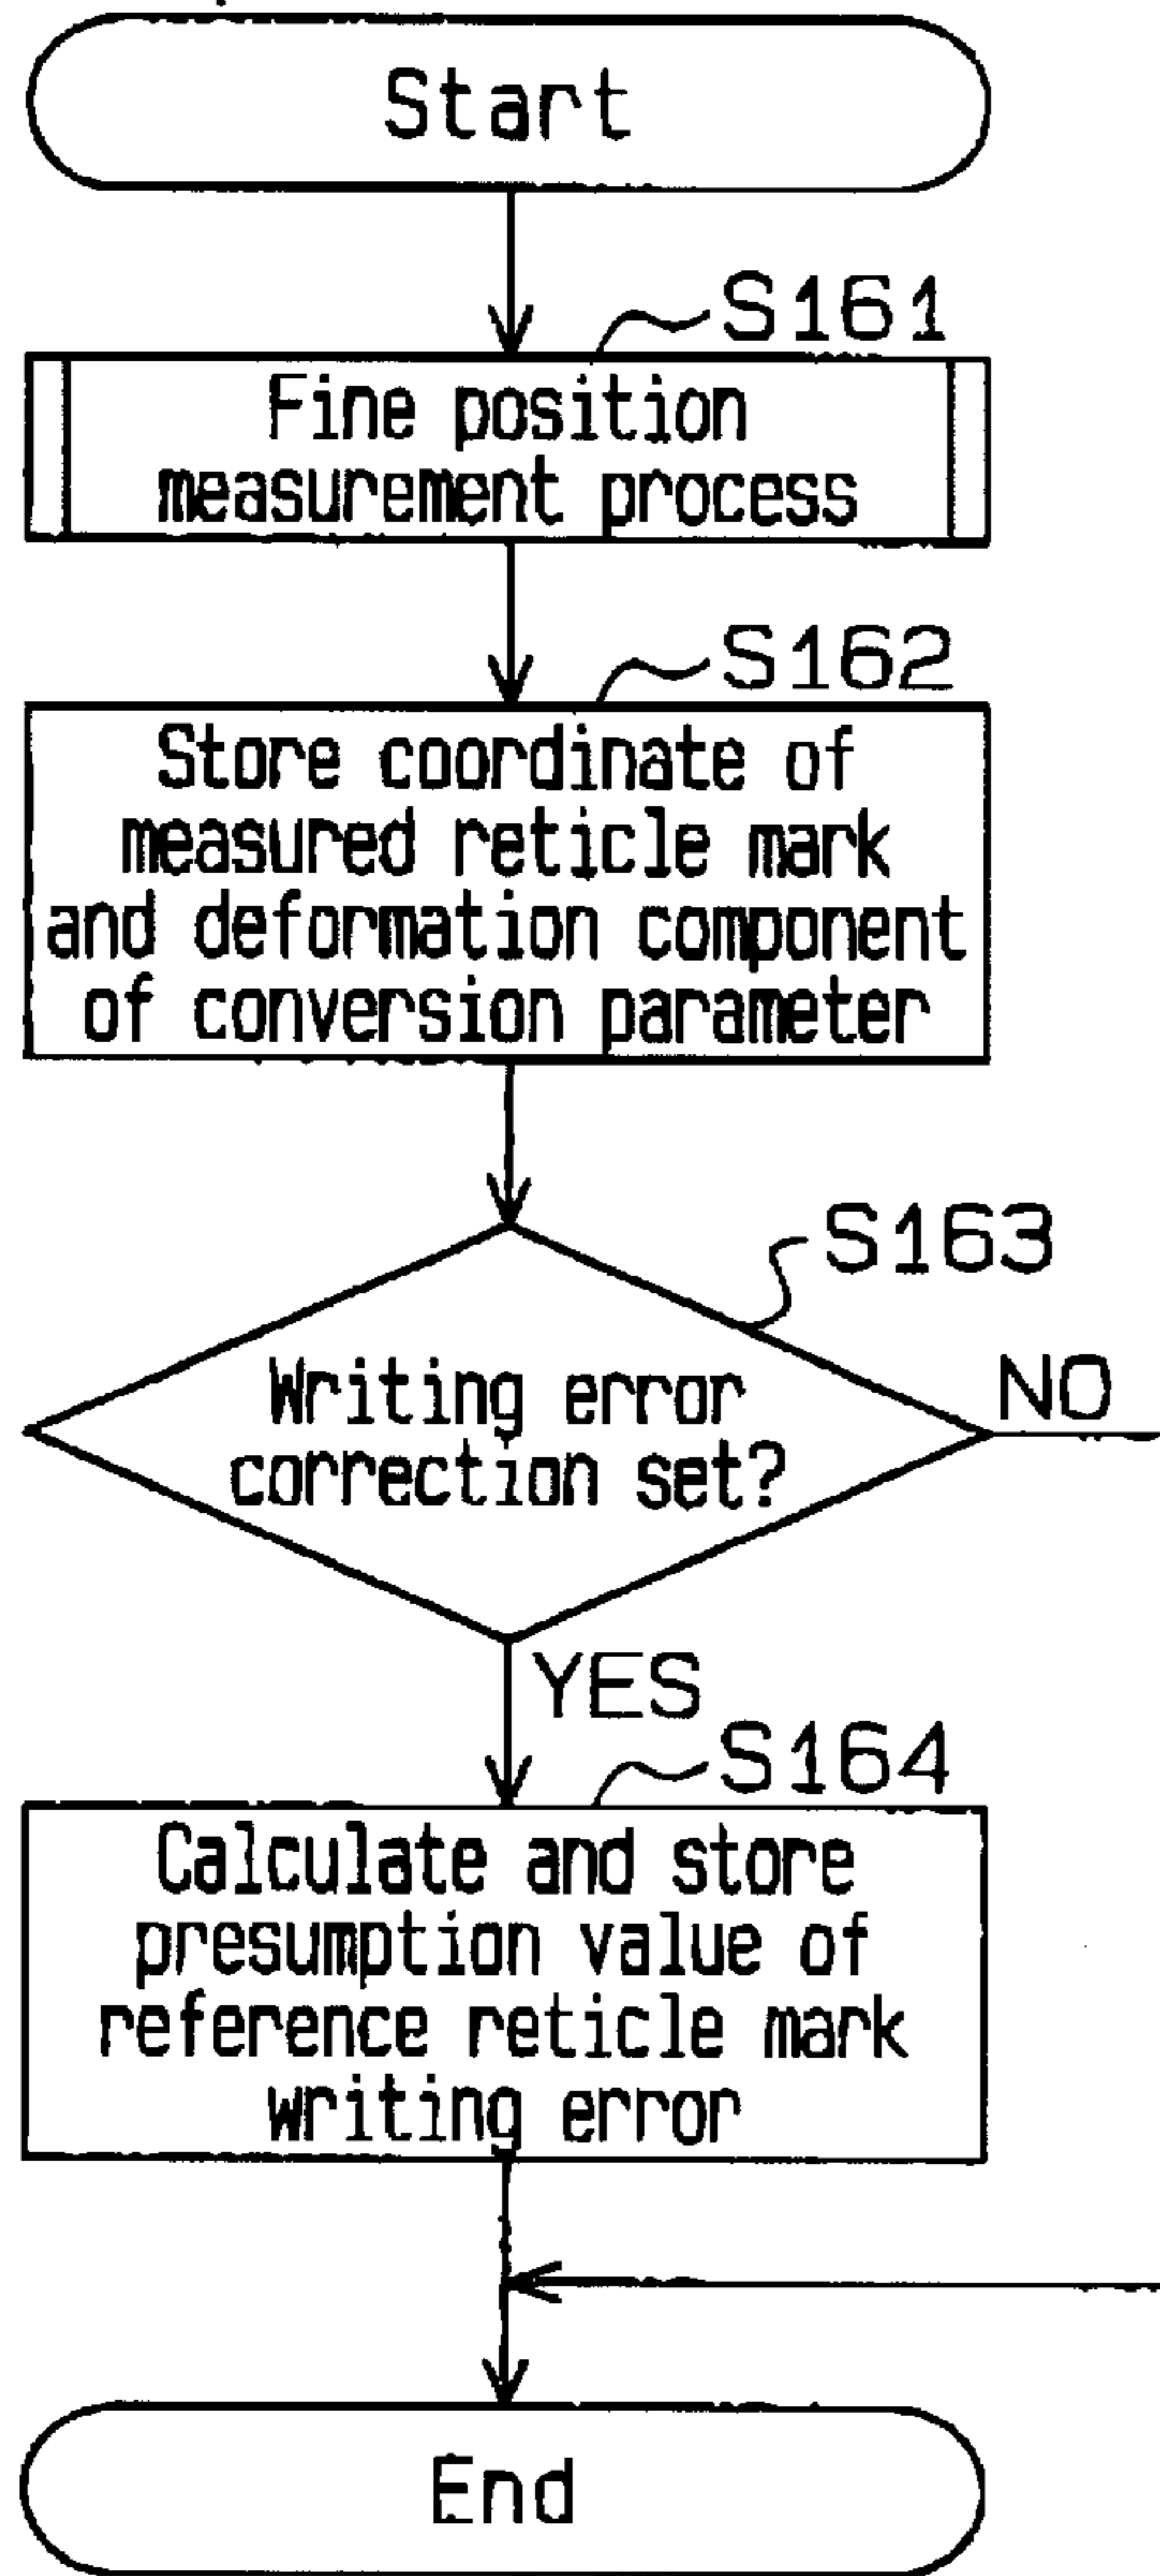 Start
S161
Fine position
measurement process
S162
Store coordinate of
measured reticle mark
and deformation component
of conversion parameter
S163
Writing error
correction set?
NO
YES
S164
Calculate and store
presumption value of
reference reticle mark
writing error
End